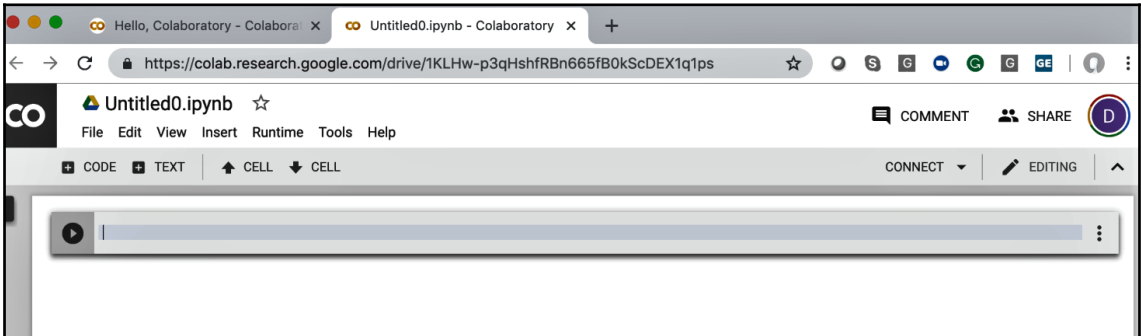 Hello, Colaboratory - Colaborat
Untitled0.ipynb - Colaboratory
https://colab.research.google.com/drive/1KLHw-p3qHshfRBn665fB0kScDEX1q1ps
S G G G GE
CO Untitled0.ipynb
COMMENT SHARE D
File Edit View Insert Runtime Tools Help
CODE TEXT CELL CELL
CONNECT EDITING